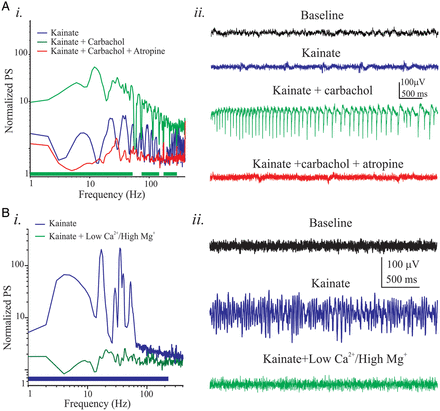 A
i.
Kainate
Kainate + Carbachol
Kainate + Carbachol + Atropine
Normalized PS
100
10
1
1
10
100
Frequency (Hz)
ii.
Baseline
Kainate
Kainate + carbachol
100µV
500 ms
Kainate +carbachol + atropine
B
i.
Kainate
Kainate + Low Ca²⁺/High Mg⁺
Normalized PS
100
10
1
1
10
100
Frequency (Hz)
ii.
Baseline
100 µV
500 ms
Kainate
Kainate+Low Ca²⁺/High Mg⁺